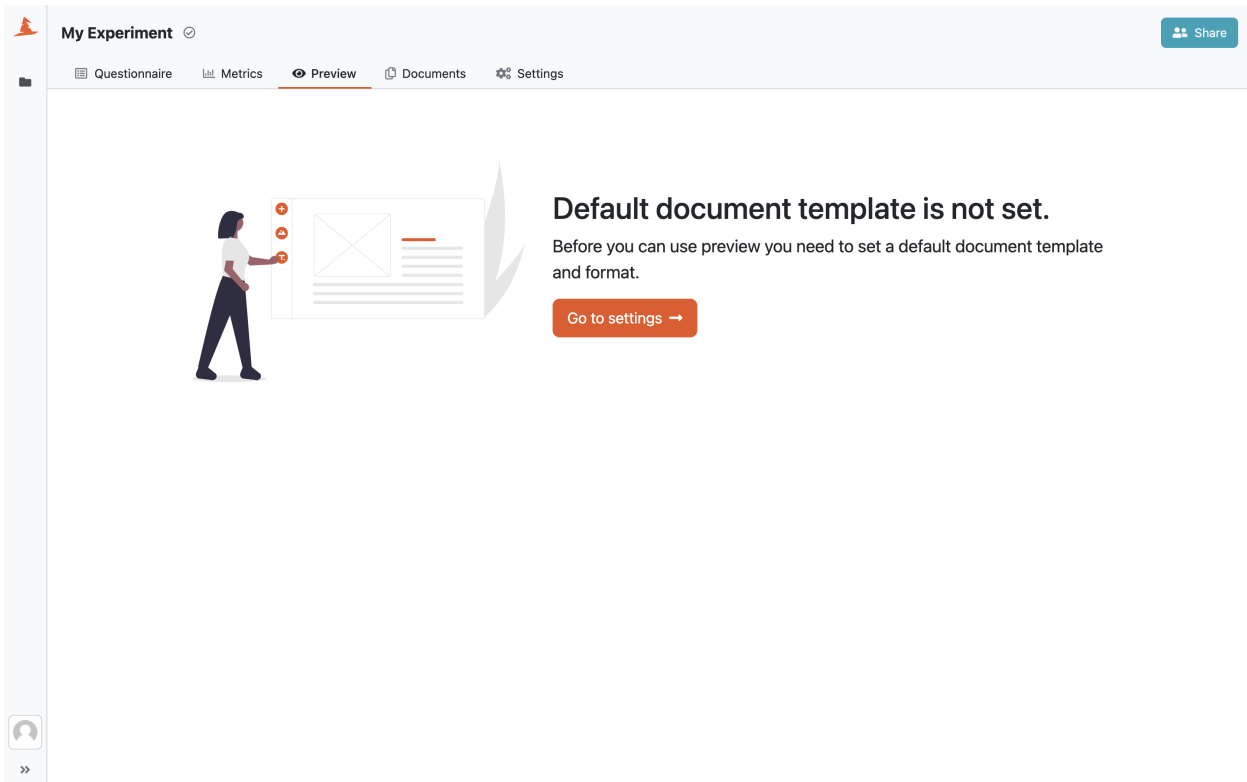 My Experiment
Share
Questionnaire
Metrics
Preview
Documents
Settings
Default document template is not set.
Before you can use preview you need to set a default document template
and format.
Go to settings